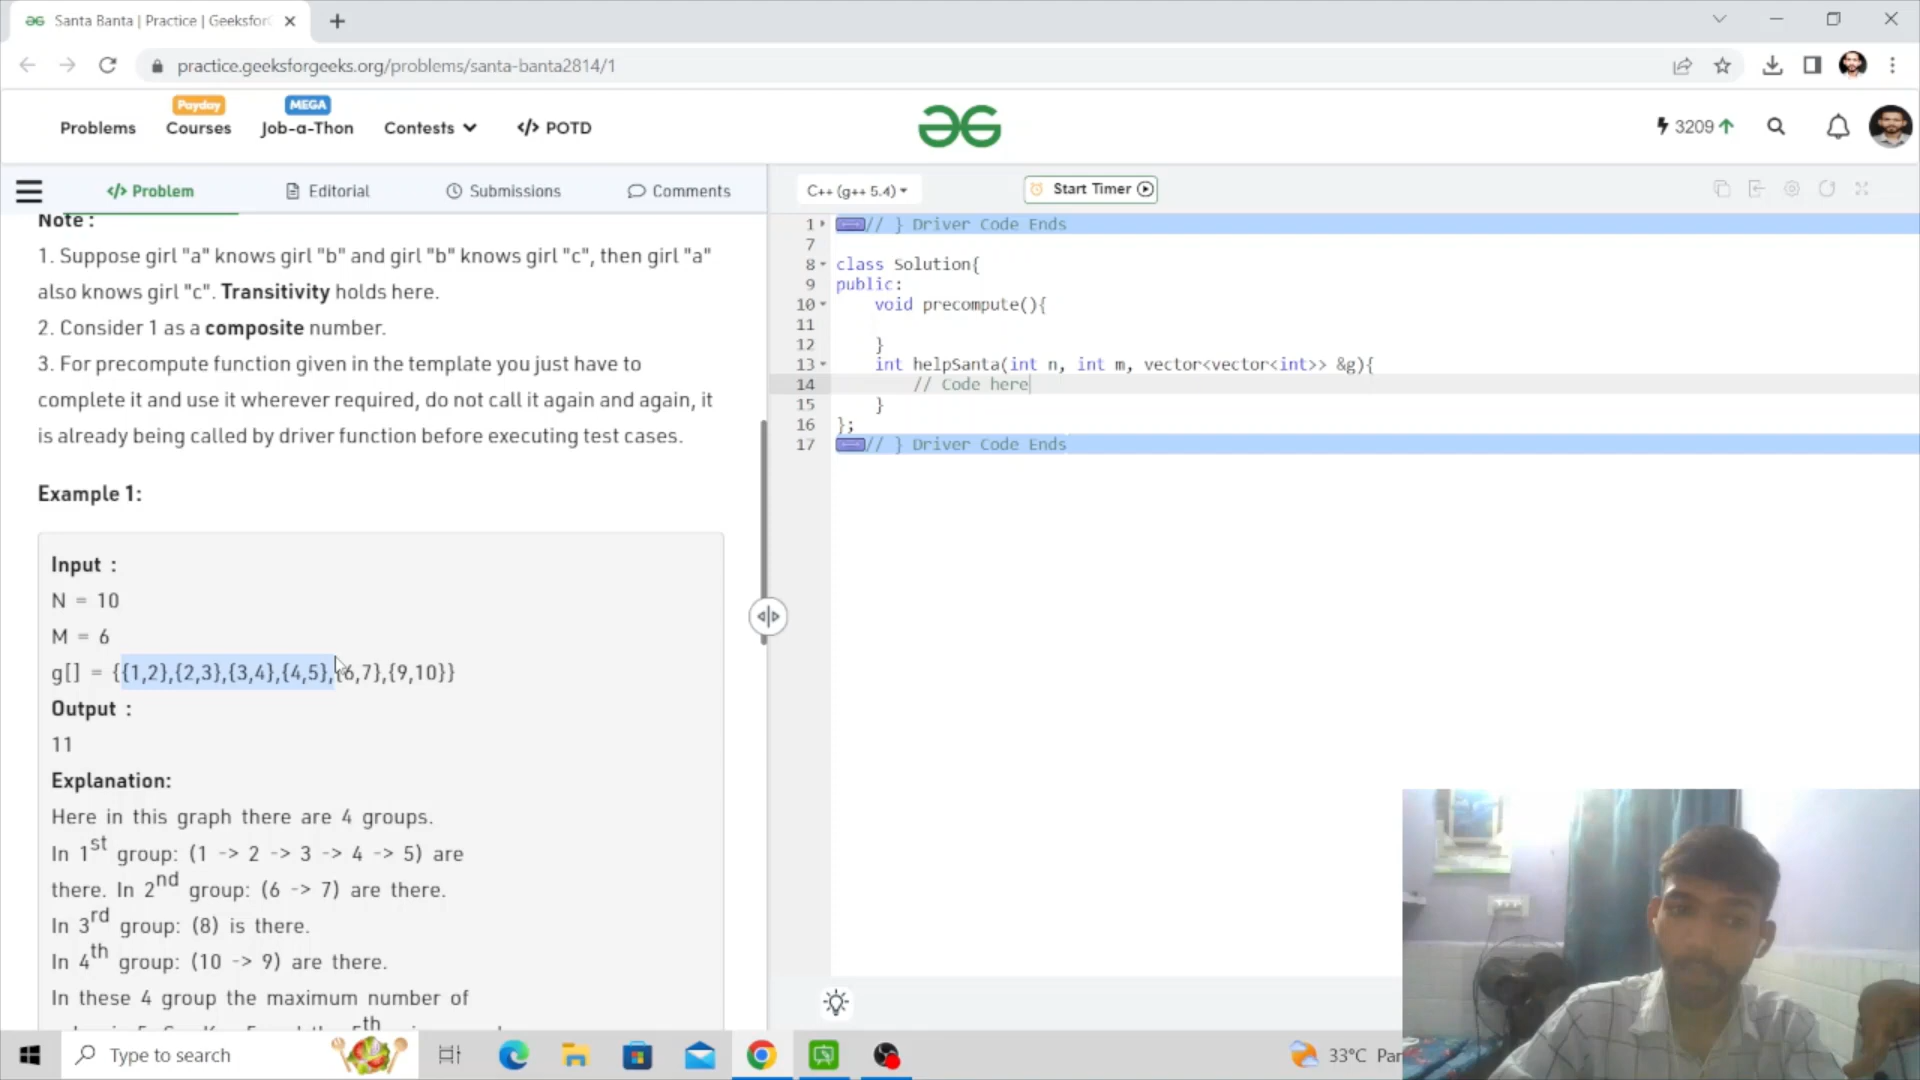 Santa Banta | Practice | Geeksfor
practice.geeksforgeeks.org/problems/santa-banta2814/1
Payday
MEGA
Problems Courses Job-a-Thon Contests </> POTD
3209
</> Problem Editorial Submissions Comments
C++ (g++ 5.4) Start Timer
Note :
1. Suppose girl "a" knows girl "b" and girl "b" knows girl "c", then girl "a"
also knows girl "c". Transitivity holds here.
2. Consider 1 as a composite number.
3. For precompute function given in the template you just have to
complete it and use it wherever required, do not call it again and again, it
is already being called by driver function before executing test cases.
Example 1:
Input :
N = 10
M = 6
g[] = {{1,2},{2,3},{3,4},{4,5},{6,7},{9,10}}
Output :
11
Explanation:
Here in this graph there are 4 groups.
In 1st group: (1 -> 2 -> 3 -> 4 -> 5) are
there. In 2nd group: (6 -> 7) are there.
In 3rd group: (8) is there.
In 4th group: (10 -> 9) are there.
In these 4 group the maximum number of
th
1 // } Driver Code Ends
7
8 class Solution{
9 public:
10 void precompute(){
11
12 }
13 int helpSanta(int n, int m, vector<vector<int>> &g){
14 // Code here
15 }
16 };
17 // } Driver Code Ends
Type to search
33°C Par